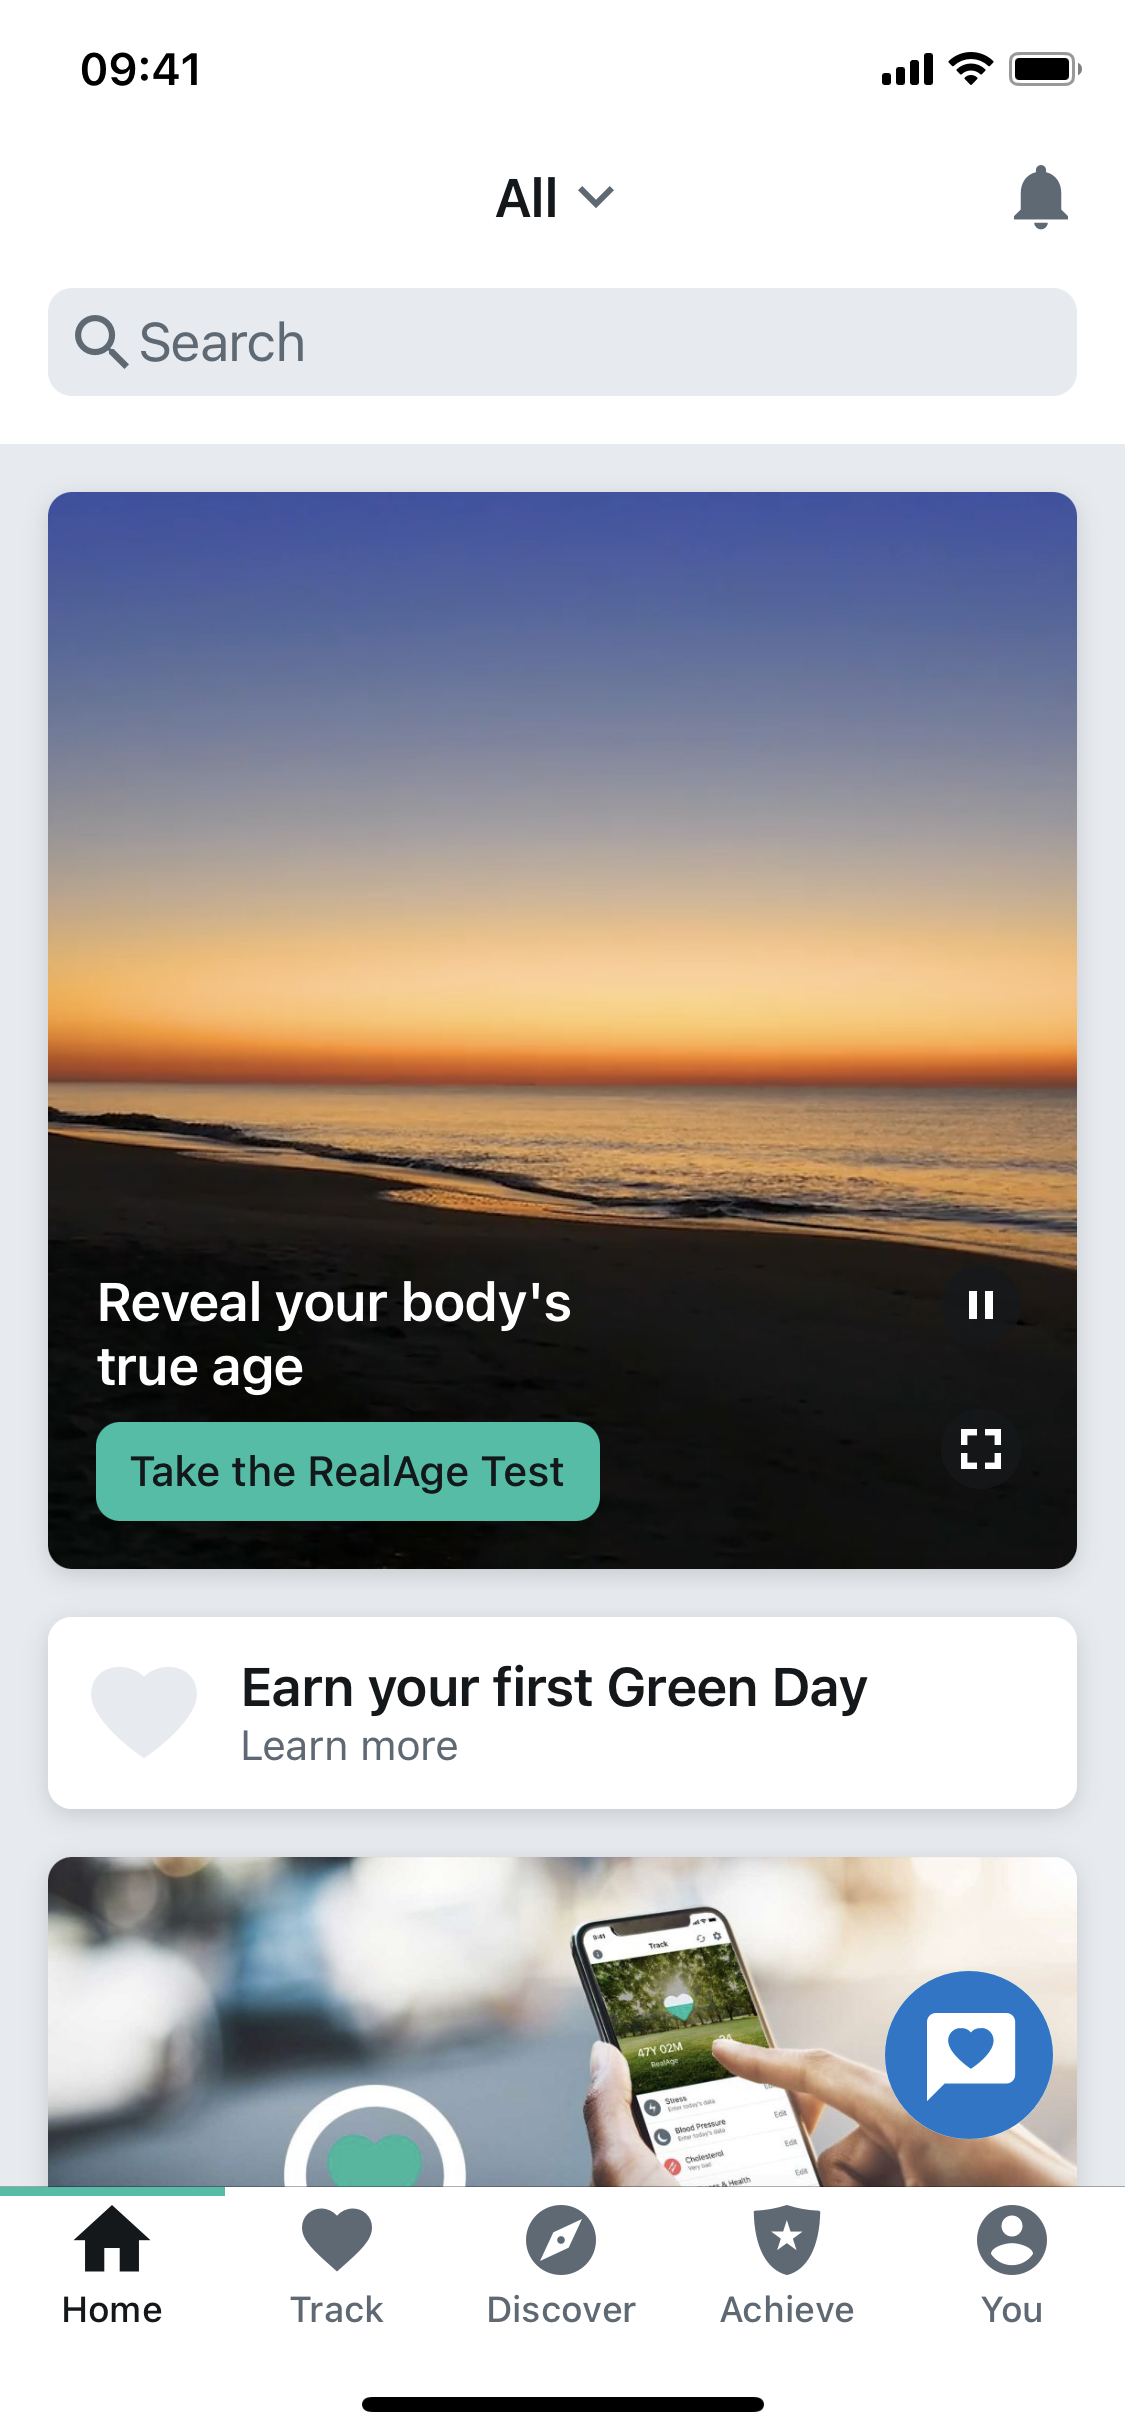 09:41
All
Search
Reveal your body's
true age
Take the RealAge Test
Earn your first Green Day
Learn more
9:41
Track
47Y 02M
RealAge
Stress
Enter today's data
Blood Pressure
Enter today's data
Edit
Cholesterol
Very bad
Edit
& Health
Edit
Home
Track
Discover
Achieve
You